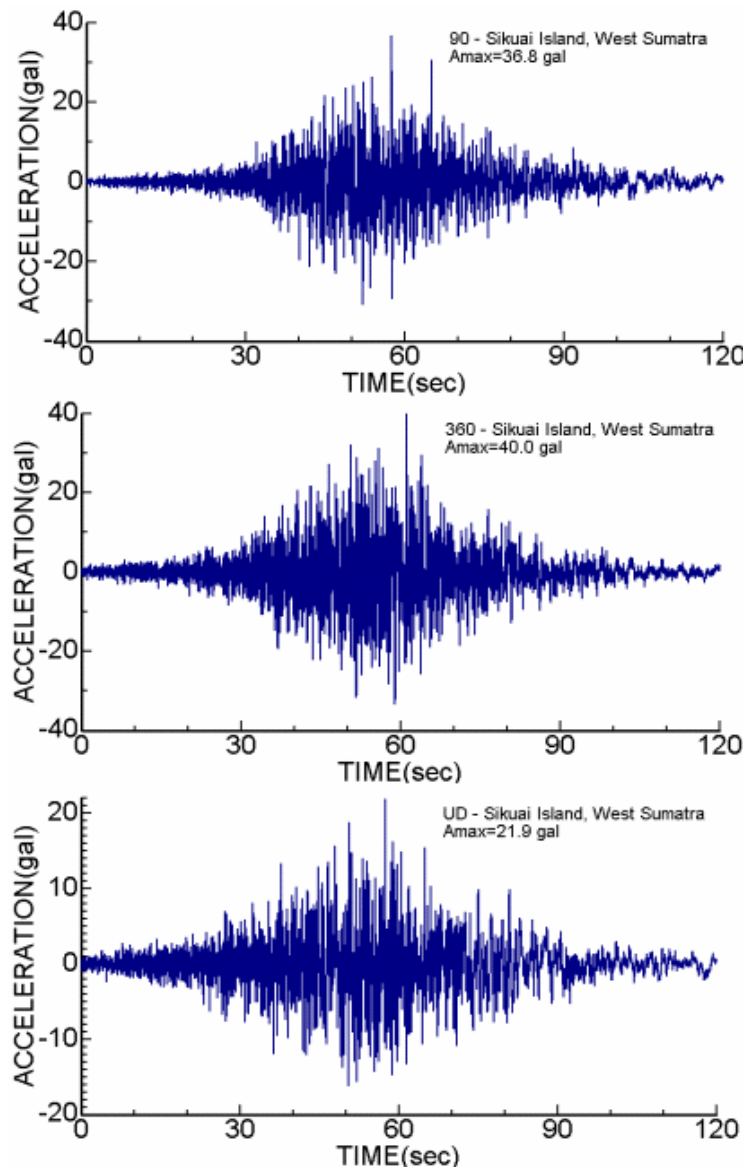 40
90 - Sikuai Island, West Sumatra
Amax=36.8 gal
20
0
-20
-40
ACCELERATION(gal)
0 30 60 90 120
TIME(sec)
40
360 - Sikuai Island, West Sumatra
Amax=40.0 gal
20
0
-20
-40
ACCELERATION(gal)
0 30 60 90 120
TIME(sec)
20
UD - Sikuai Island, West Sumatra
Amax=21.9 gal
10
0
-10
-20
ACCELERATION(gal)
0 30 60 90 120
TIME(sec)